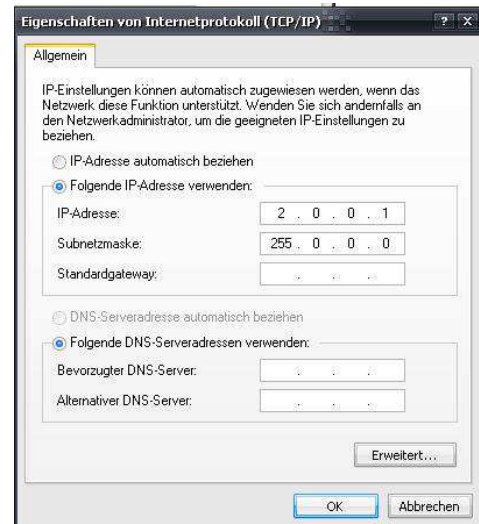 Eigenschaften von Internetprotokoll (TCP/IP)
Allgemein
IP-Einstellungen können automatisch zugewiesen werden, wenn das
Netzwerk diese Funktion unterstützt. Wenden Sie sich andernfalls an
den Netzwerkadministrator, um die geeigneten IP-Einstellungen zu
beziehen.
IP-Adresse automatisch beziehen
Folgende IP-Adresse verwenden:
IP-Adresse: 2 . 0 . 0 . 1
Subnetzmaske: 255 . 0 . 0 . 0
Standardgateway: . . .
DNS-Serveradresse automatisch beziehen
Folgende DNS-Serveradressen verwenden:
Bevorzugter DNS-Server: . . .
Alternativer DNS-Server: . . .
Erweitert...
OK Abbrechen